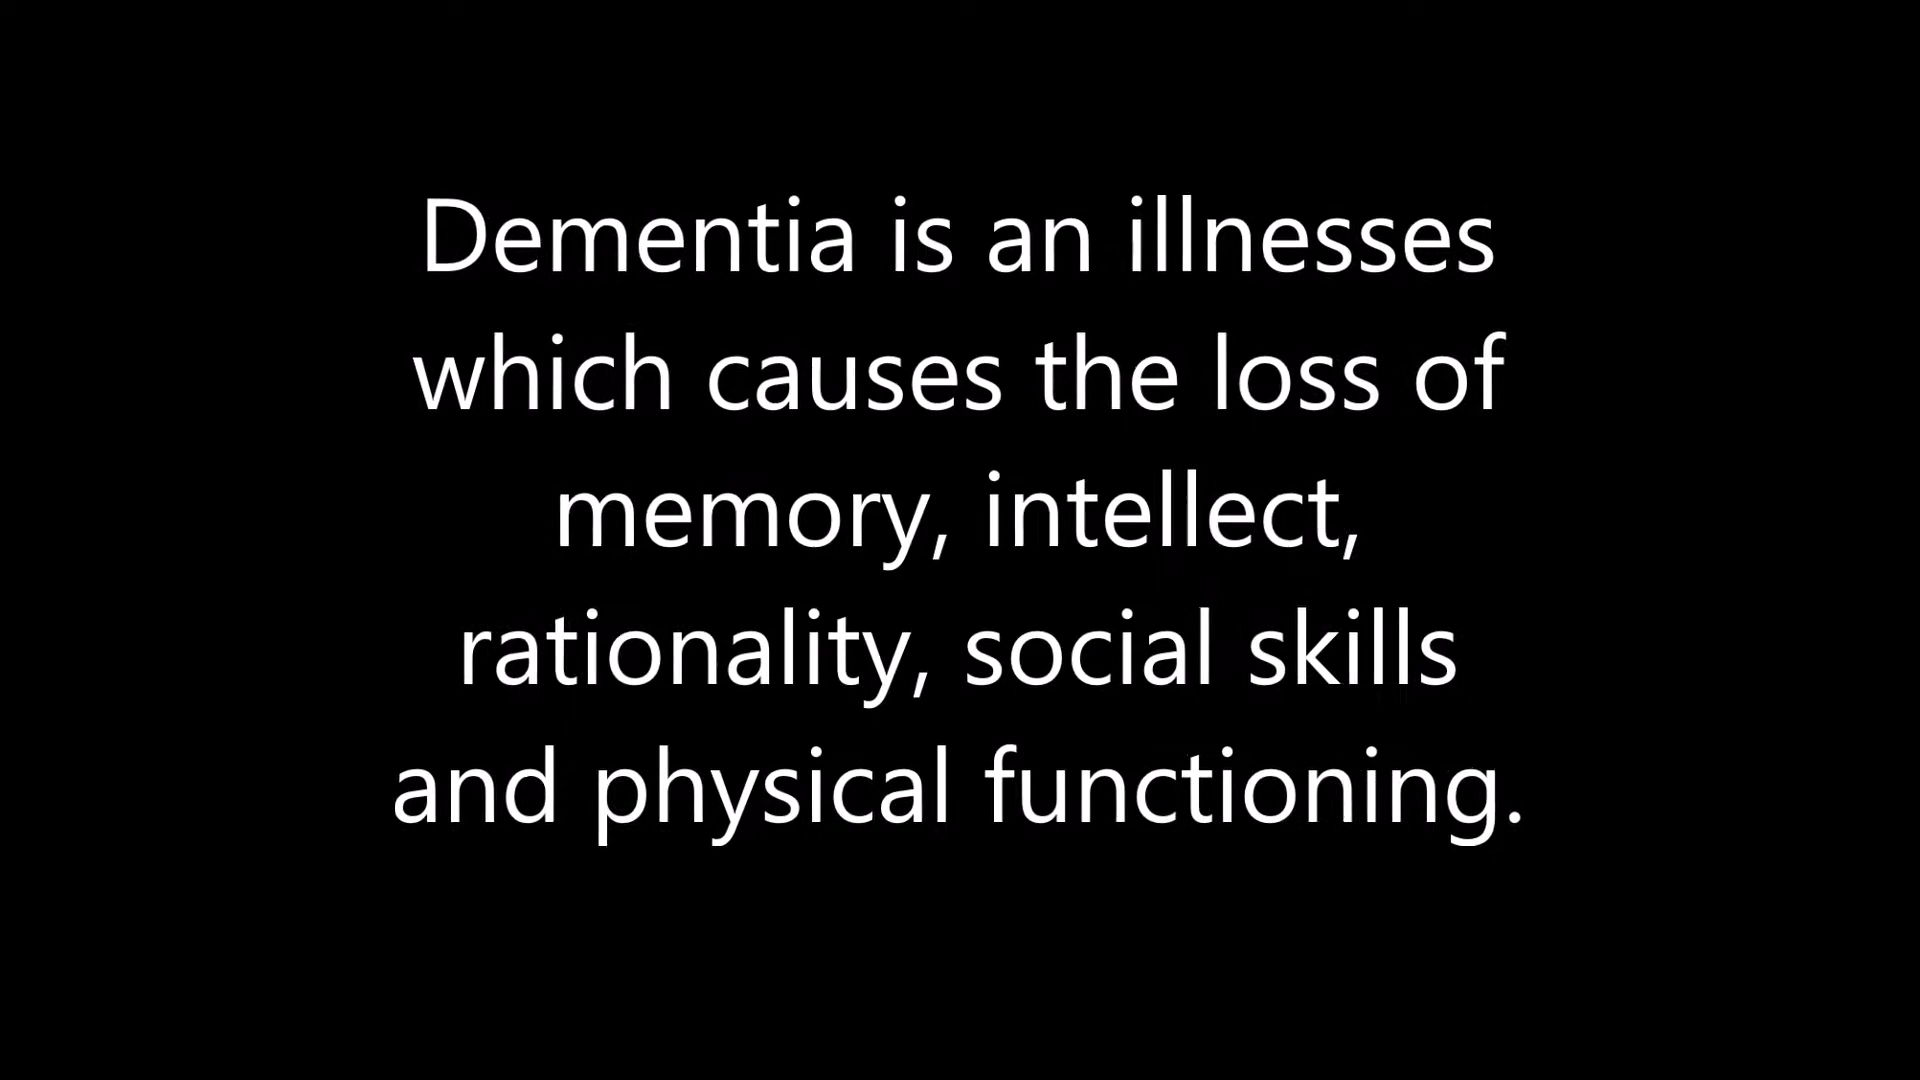 Dementia is an illnesses
which causes the loss of
memory, intellect,
rationality, social skills
and physical functioning.